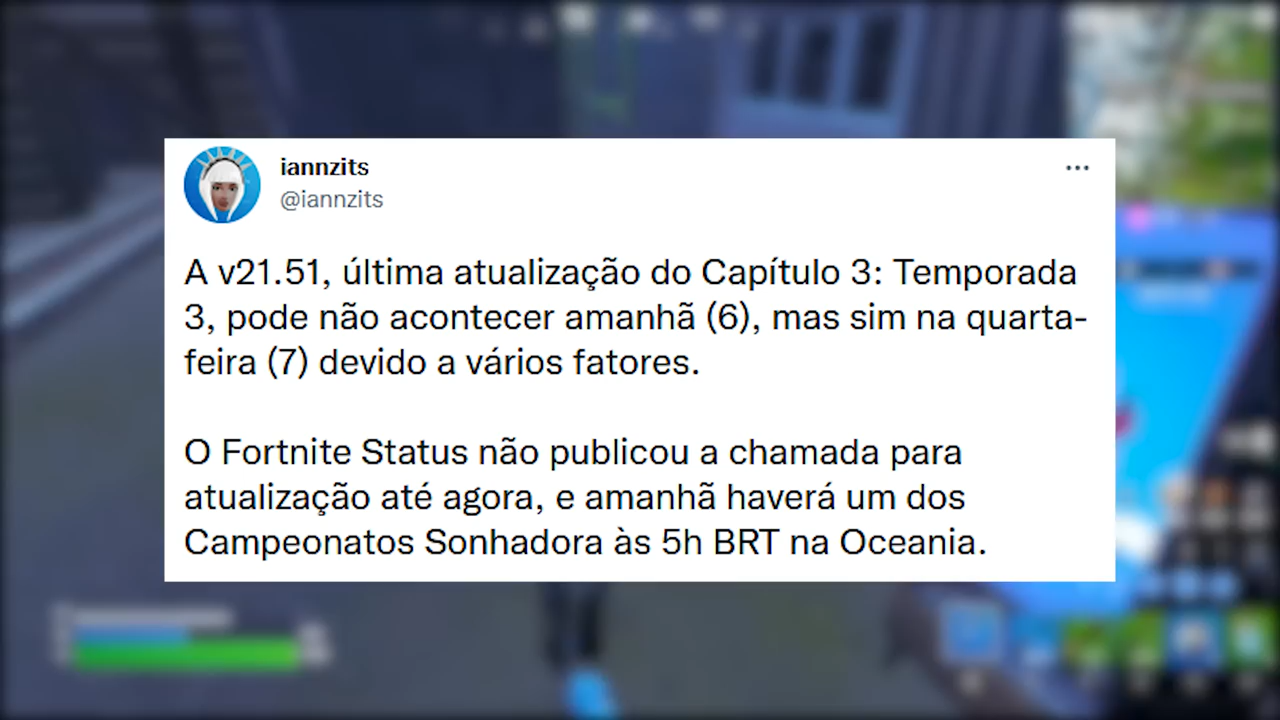 iannzits
@iannzits
A v21.51, última atualização do Capítulo 3: Temporada
3, pode não acontecer amanhã (6), mas sim na quarta-
feira (7) devido a vários fatores.
O Fortnite Status não publicou a chamada para
atualização até agora, e amanhã haverá um dos
Campeonatos Sonhadora às 5h BRT na Oceania.